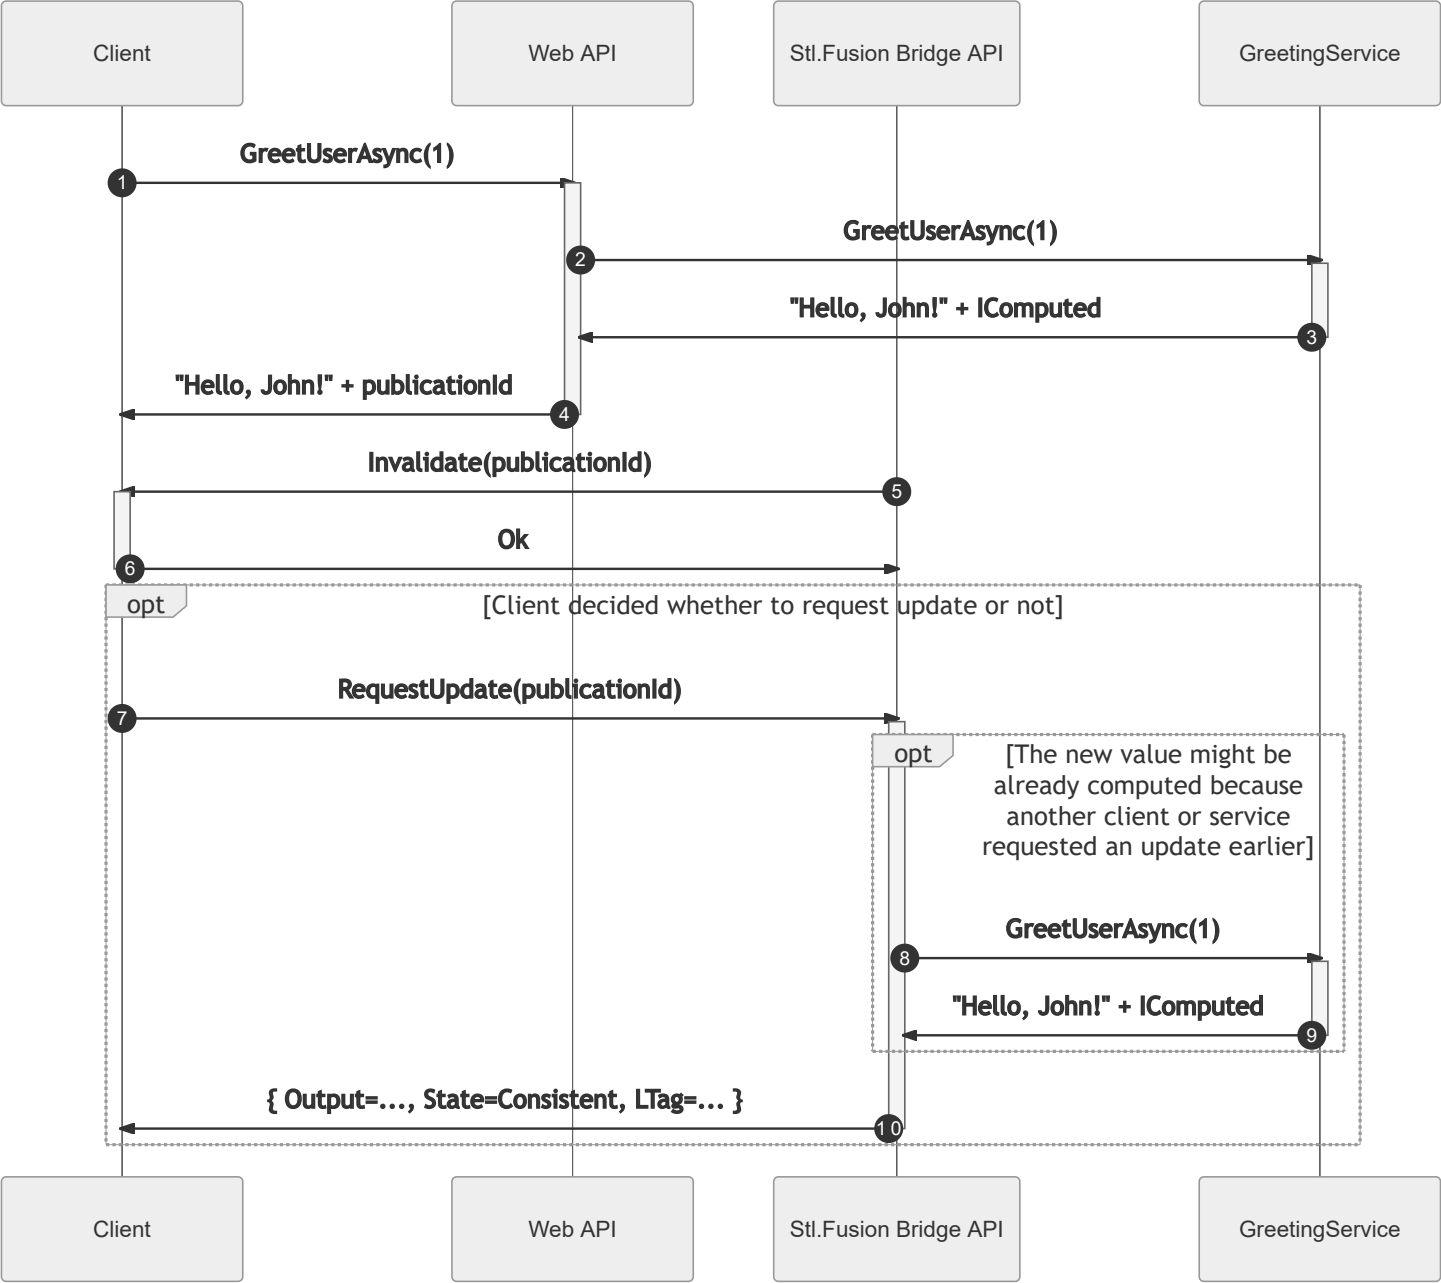 Client
Web API
Stl.Fusion Bridge API
GreetingService
GreetUserAsync(1)
1
GreetUserAsync(1)
2
"Hello, John!" + IComputed
3
"Hello, John!" + publicationId
4
Invalidate(publicationId)
5
Ok
6
opt
[Client decided whether to request update or not]
RequestUpdate(publicationId)
7
opt
[The new value might be
already computed because
another client or service
requested an update earlier]
GreetUserAsync(1)
8
"Hello, John!" + IComputed
9
{ Output=..., State=Consistent, LTag=... }
10
Client
Web API
Stl.Fusion Bridge API
GreetingService